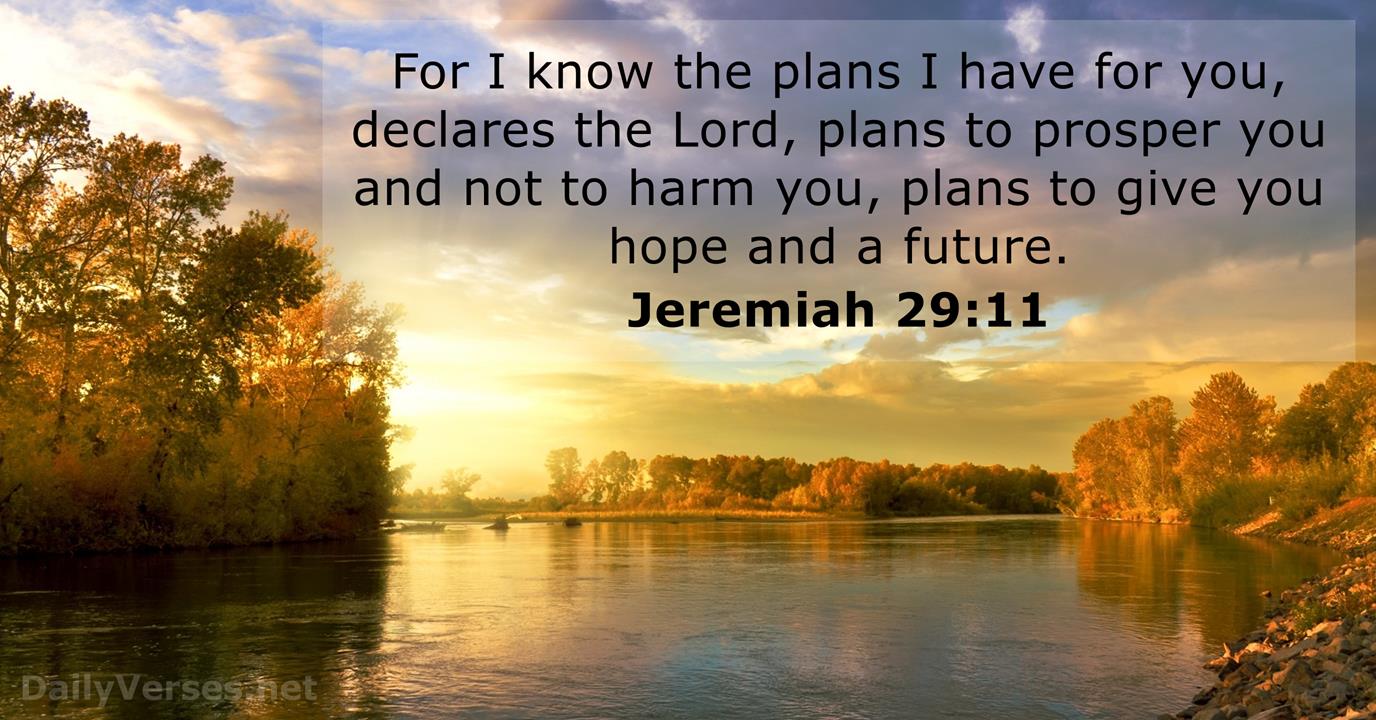 For I know the plans I have for you,
declares the Lord, plans to prosper you
and not to harm you, plans to give you
hope and a future.
Jeremiah 29:11
DailyVerses.net